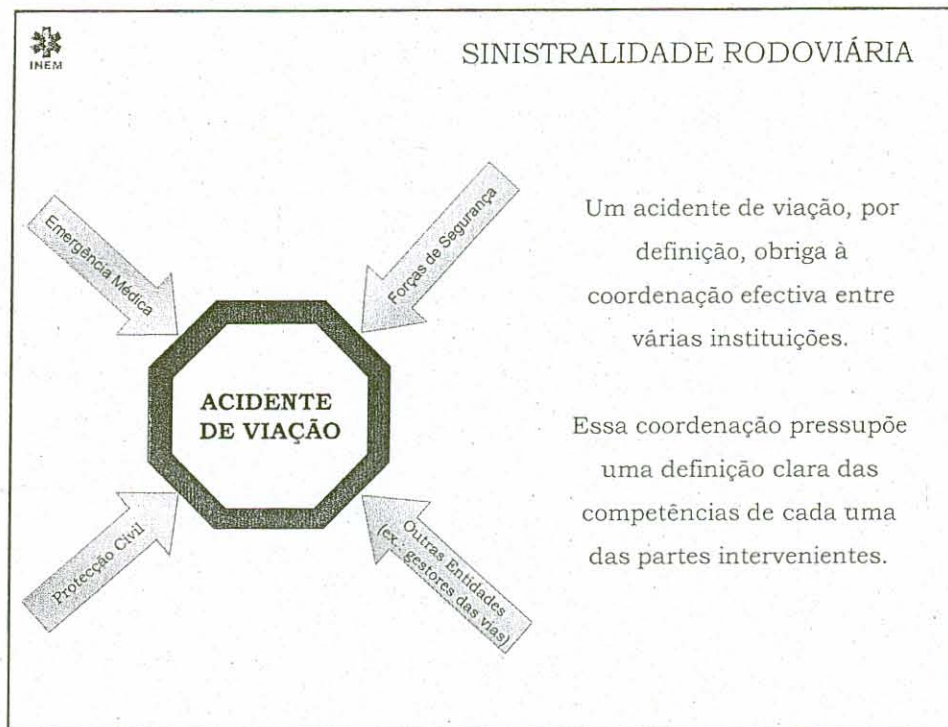 INEM
SINISTRALIDADE RODOVIÁRIA
Emergência Médica
Forças de Segurança
ACIDENTE
DE VIAÇÃO
Protecção Civil
Outras Entidades
(ex. gestores das vias)
Um acidente de viação, por
definição, obriga à
coordenação efectiva entre
várias instituições.
Essa coordenação pressupõe
uma definição clara das
competências de cada uma
das partes intervenientes.